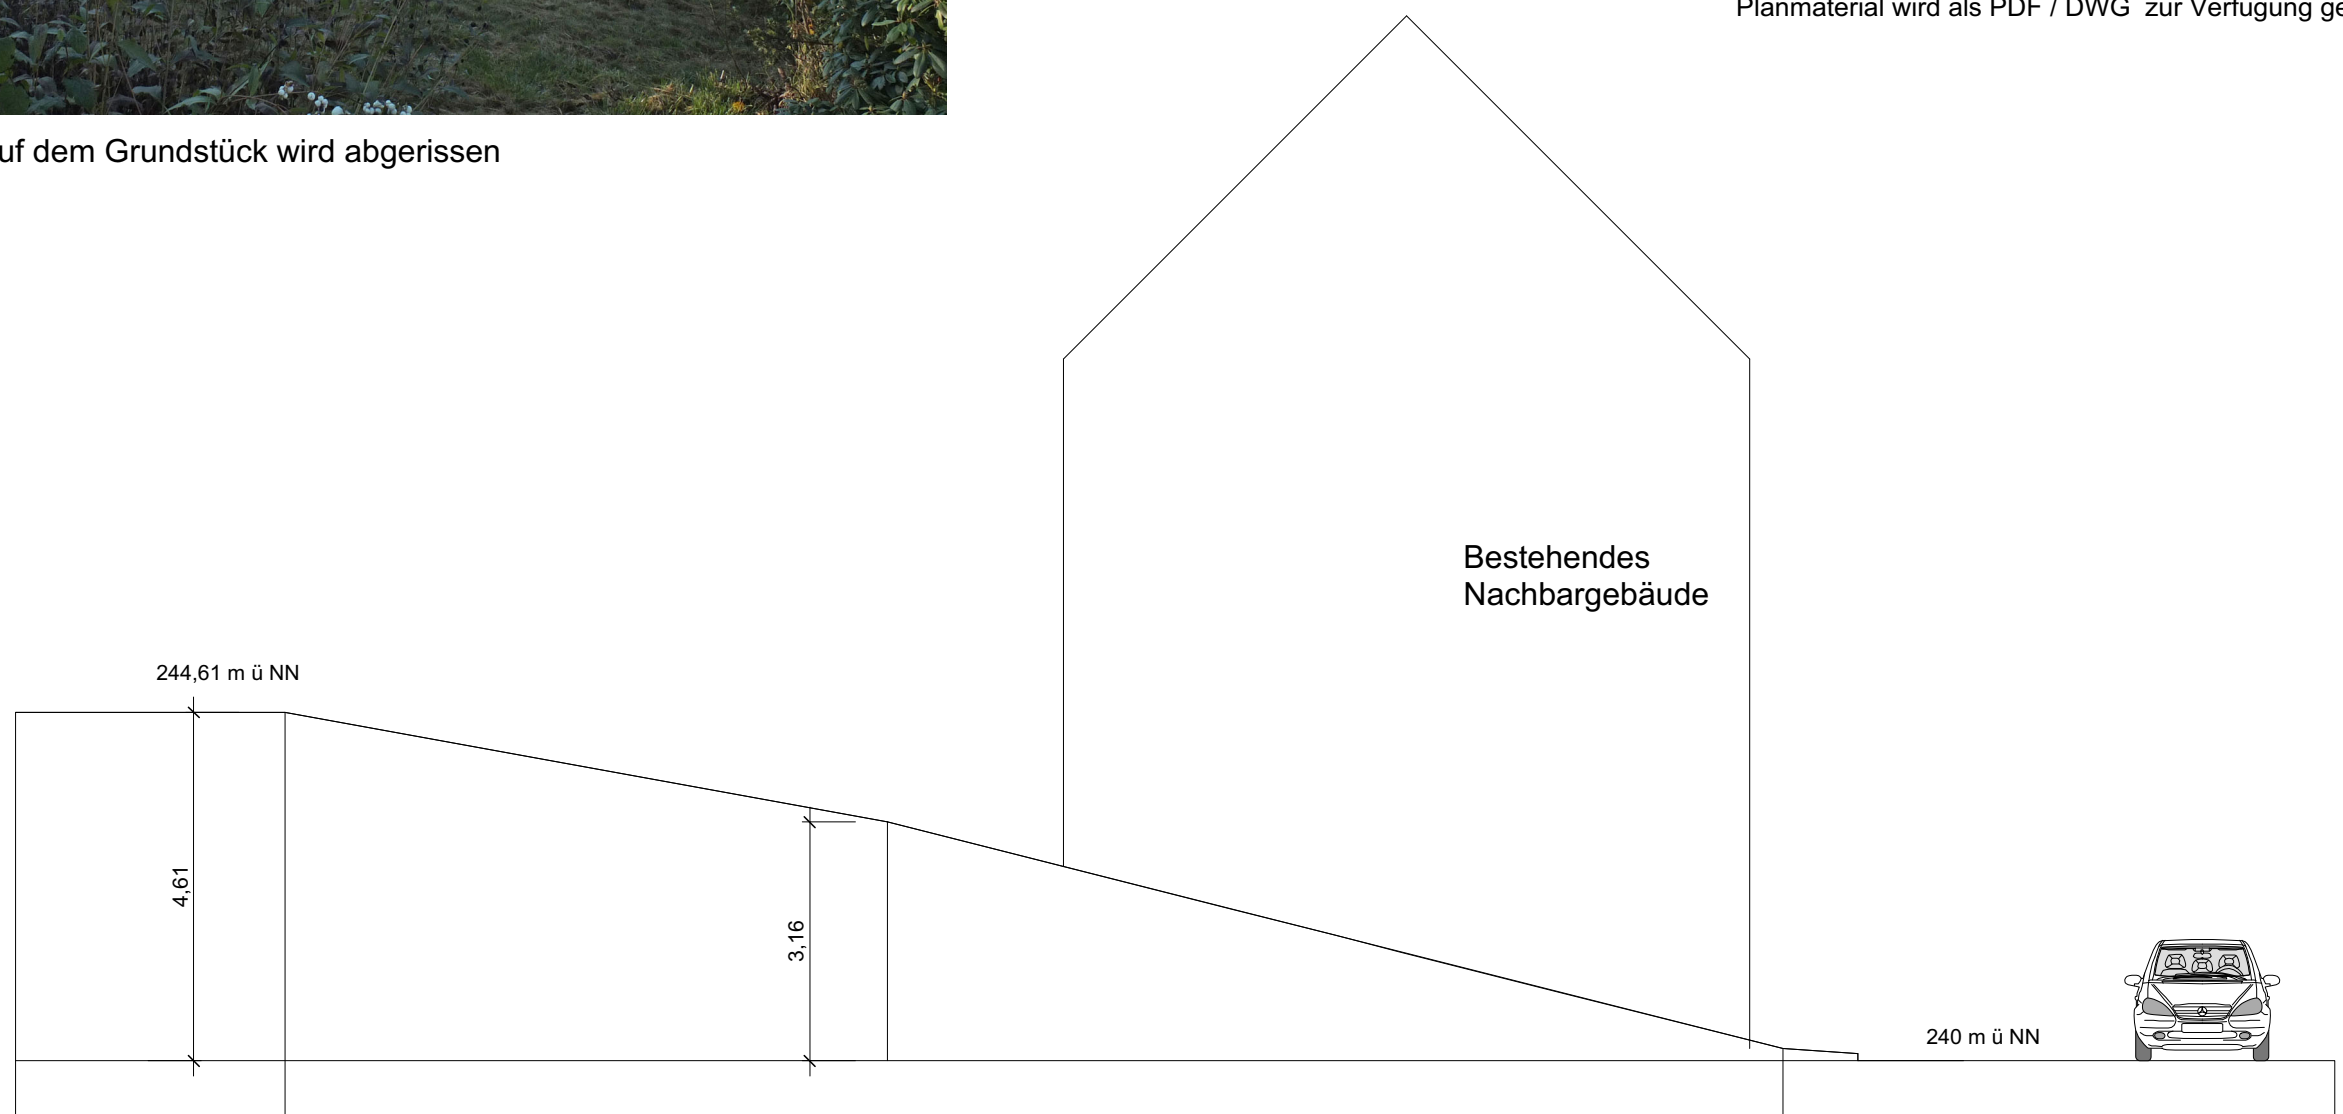 Planmaterial wird als PDF / DWG zur Verfügung
uf dem Grundstück wird abgerissen
Bestehendes
Nachbargebäude
244,61 m ü NN
4,61
3,16
240 m ü NN